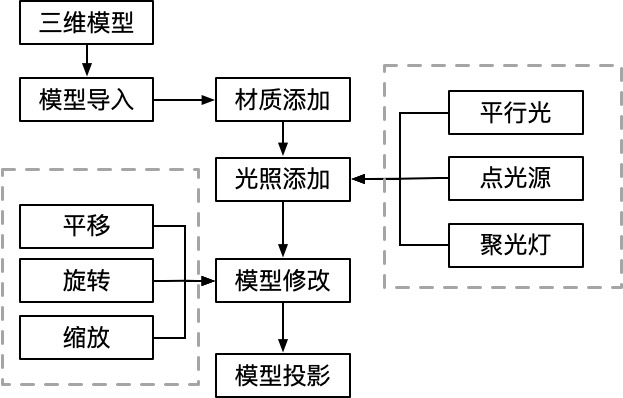 三维模型
模型导入
材质添加
平行光
光照添加
点光源
平移
聚光灯
旋转
模型修改
缩放
模型投影